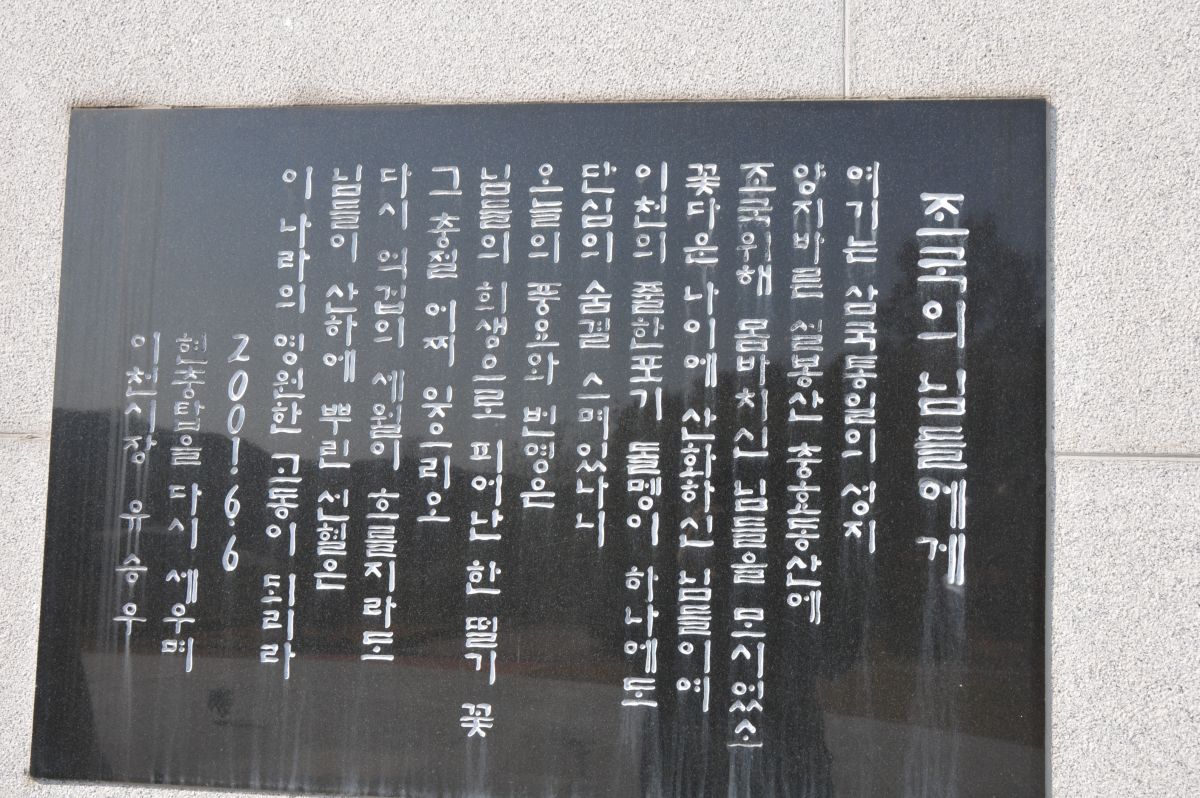 조국의 님들에게
여기는 삼국통일의 성지
양지바른 설봉산 충효동산에
조국위해 몸바치신 님들을 모시었소
꽃다운 나이에 산화하신 님들이여
이천의 풀한포기 돌멩이 하나에도
단심의 숨결 스며있나니
오늘의 풍요와 번영은
님들의 희생으로 피어난 한 떨기 꽃
그 충절 어찌 잊으리오
다시 억겁의 세월이 흐를지라도
님들이 산하에 뿌린 선혈은
이 나라의 영원한 고동이 되리라
2001.6.6
현충탑을 다시 세우며
이천시장 유승우